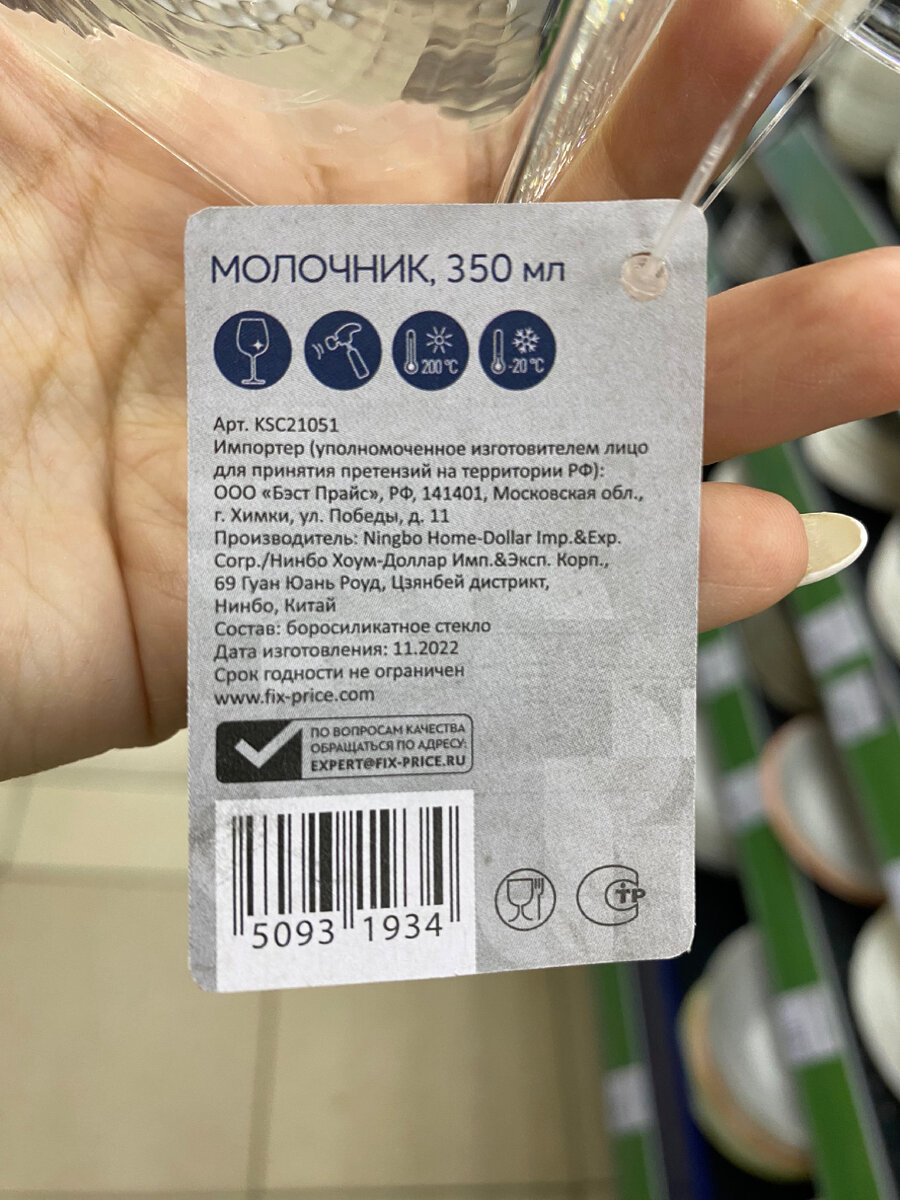 МОЛОЧНИК, 350 мл
200 °C
-20 °C
Арт. KSC21051
Импортер (уполномоченное изготовителем лицо
для принятия претензий на территории РФ):
ООО «Бэст Прайс», РФ, 141401, Московская обл.,
г. Химки, ул. Победы, д. 11
Производитель: Ningbo Home-Dollar Imp.&Exp.
Corp./Нинбо Хоум-Доллар Имп.&Эксп. Корп.,
69 Гуан Юань Роуд, Цзянбей дистрикт,
Нинбо, Китай
Состав: боросиликатное стекло
Дата изготовления: 11.2022
Срок годности не ограничен
www.fix-price.com
ПО ВОПРОСАМ КАЧЕСТВА
ОБРАЩАТЬСЯ ПО АДРЕСУ:
EXPERT@FIX-PRICE.RU
5093 1934
СТР